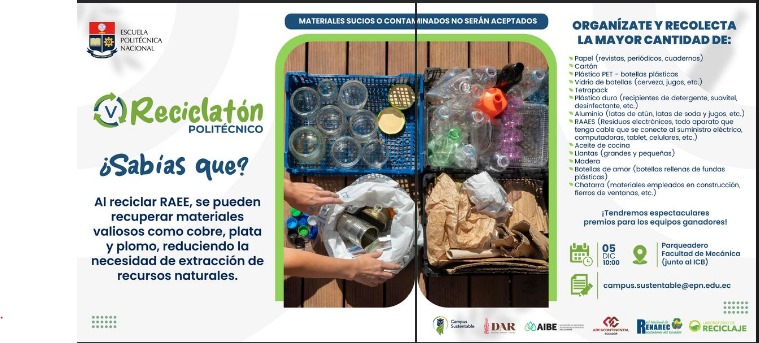 ESCUELA
POLITÉCNICA
NACIONAL
Reciclatón
POLITÉCNICO
¿Sabías que?
Al reciclar RAEE, se pueden
recuperar materiales
valiosos como cobre, plata
y plomo, reduciendo la
necesidad de extracción de
recursos naturales.
MATERIALES SUCIOS O CONTAMINADOS NO SERÁN ACEPTADOS
ORGANÍZATE Y RECOLECTA
LA MAYOR CANTIDAD DE:
Papel (revistas, periódicos, cuadernos)
Cartón
Plástico PET - botellas plásticas
Vidrio de botellas (cerveza, jugos, etc.)
Tetrapack
Plástico duro (recipientes de detergente, suavitel,
desinfectante, etc.)
Aluminio (latas de atún, latas de soda y jugos, etc.)
RAAES (Residuos electrónicos, todo aparato que
tenga cable que se conecte al suministro eléctrico,
computadoras, tablet, celulares, etc.)
Aceite de cocina
Llantas (grandes y pequeñas)
Madera
Botellas de amor (botellas rellenas de fundas
plásticas)
Chatarra (materiales empleados en construcción,
fierros de ventanas, etc.)
¡Tendremos espectaculares
premios para los equipos ganadores!
05
DIC
10:00
Parqueadero
Facultad de Mecánica
(junto al ICB)
campus.sustentable@epn.edu.ec
Campus
Sustentable
DAR
AIBE
RENAREC
RECICLAJE